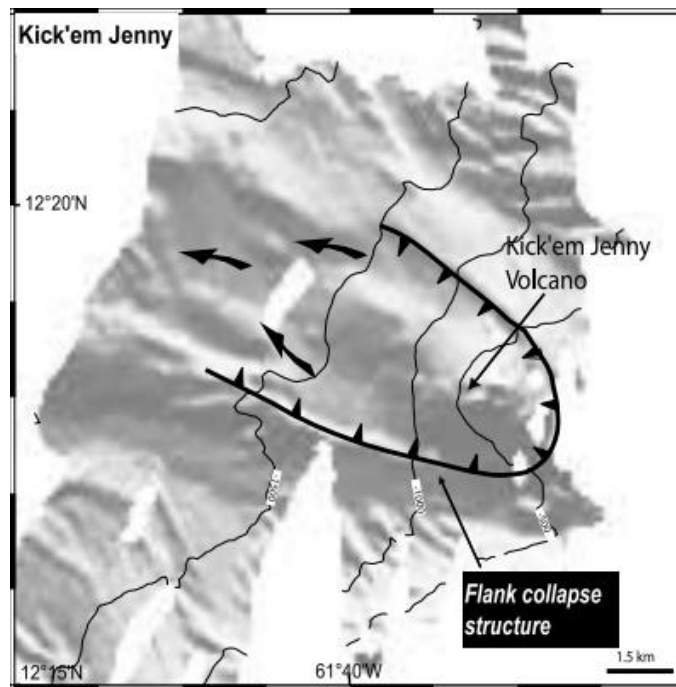 Kick'em Jenny
12°20'N
Kick'em Jenny
Volcano
Flank collapse
structure
12°15'N
61°40'W
1.5 km